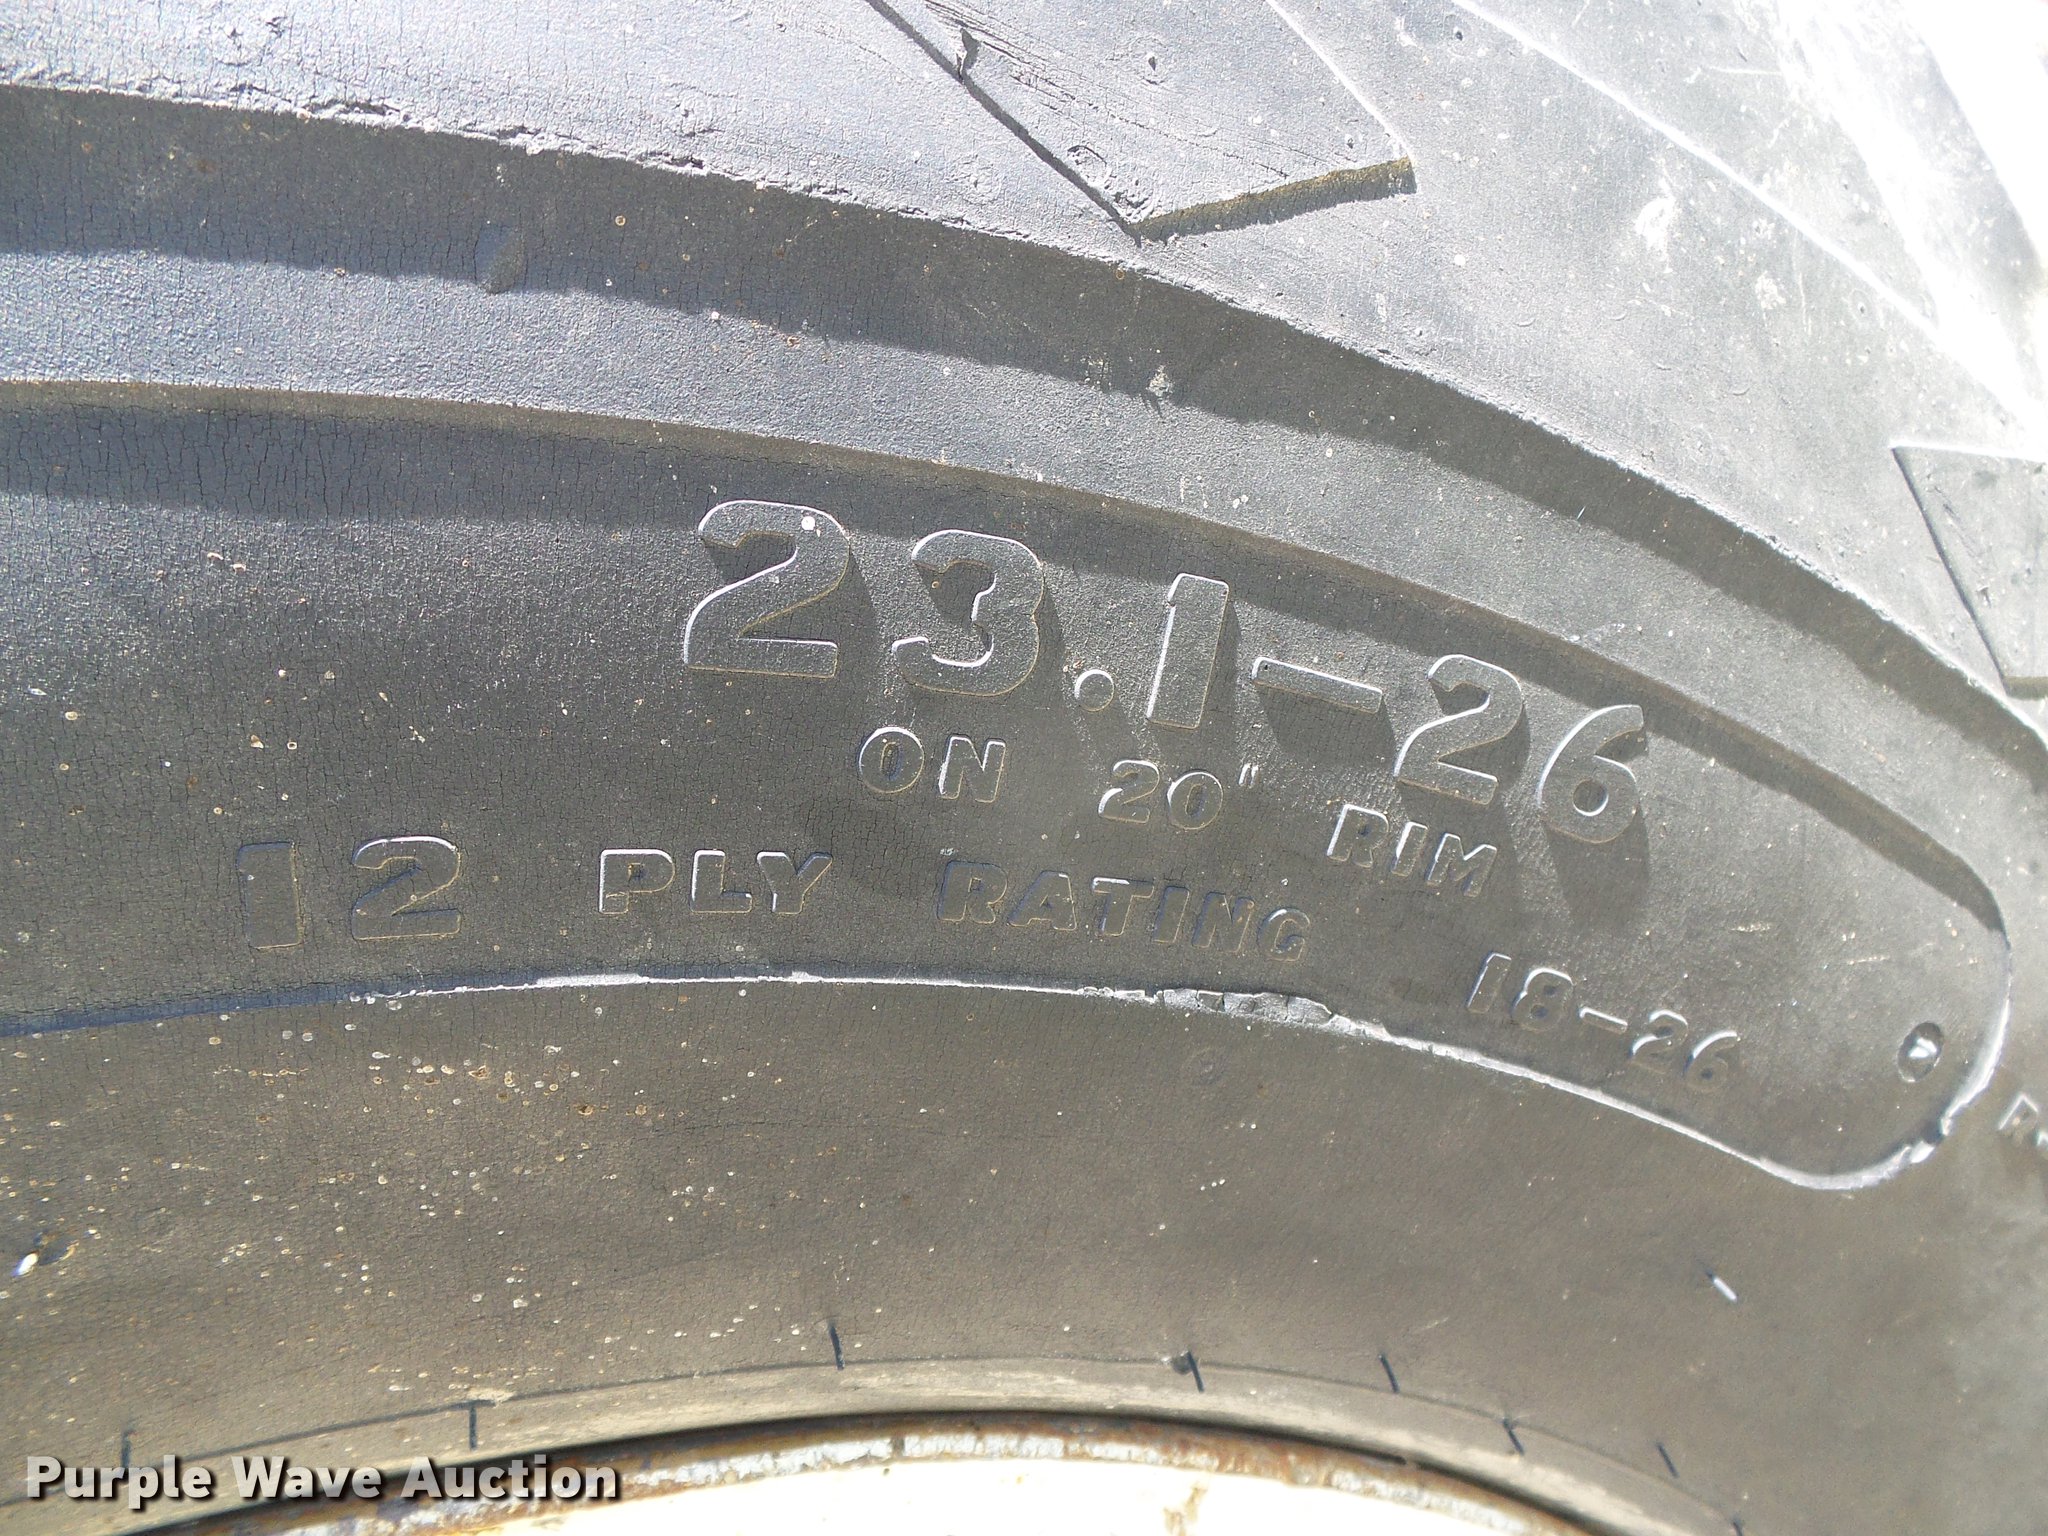 23.1-26
ON 20" RIM
12 PLY RATING
18-26
Purple Wave Auction